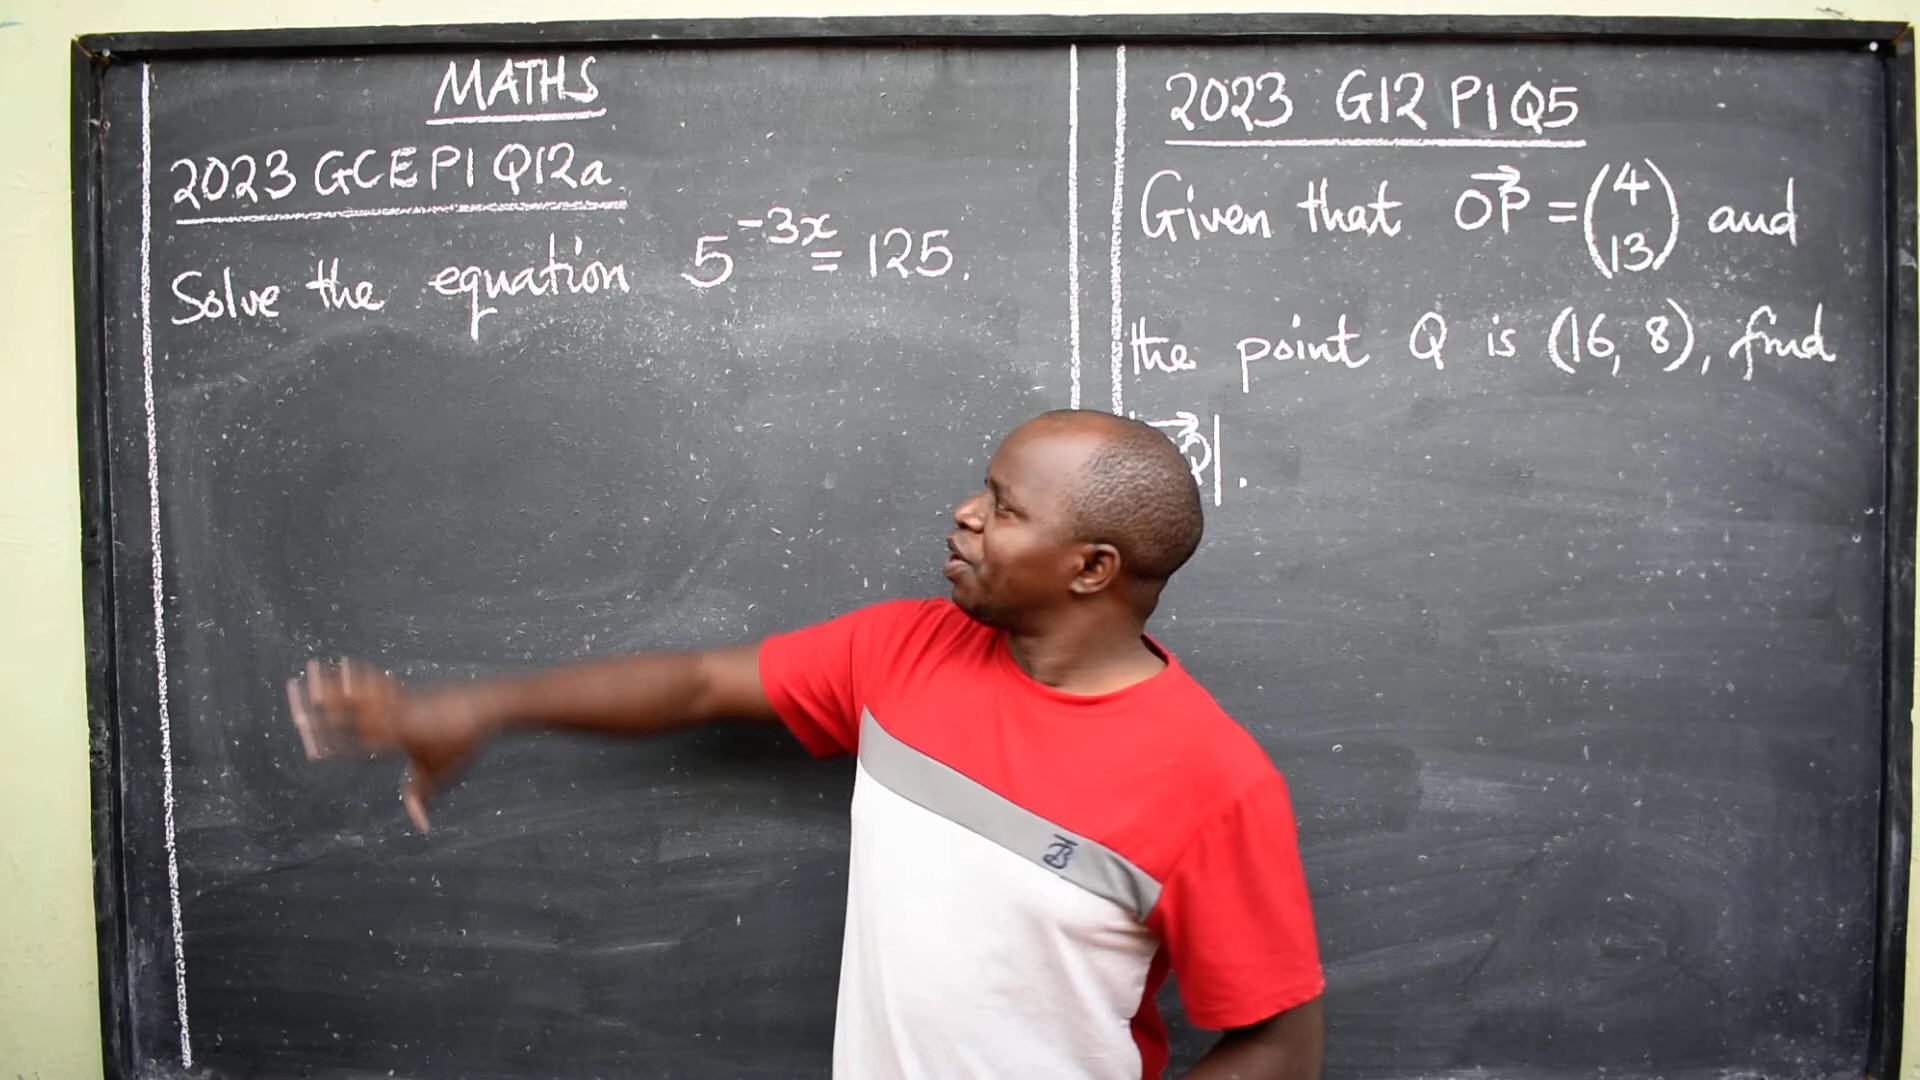 MATHS
2023 GCE P1 Q12a
Solve the equation 5^-3x = 125.
2023 G12 P1 Q5
Given that OP→ = (4 13) and
the point Q is (16, 8), find
Q→|.